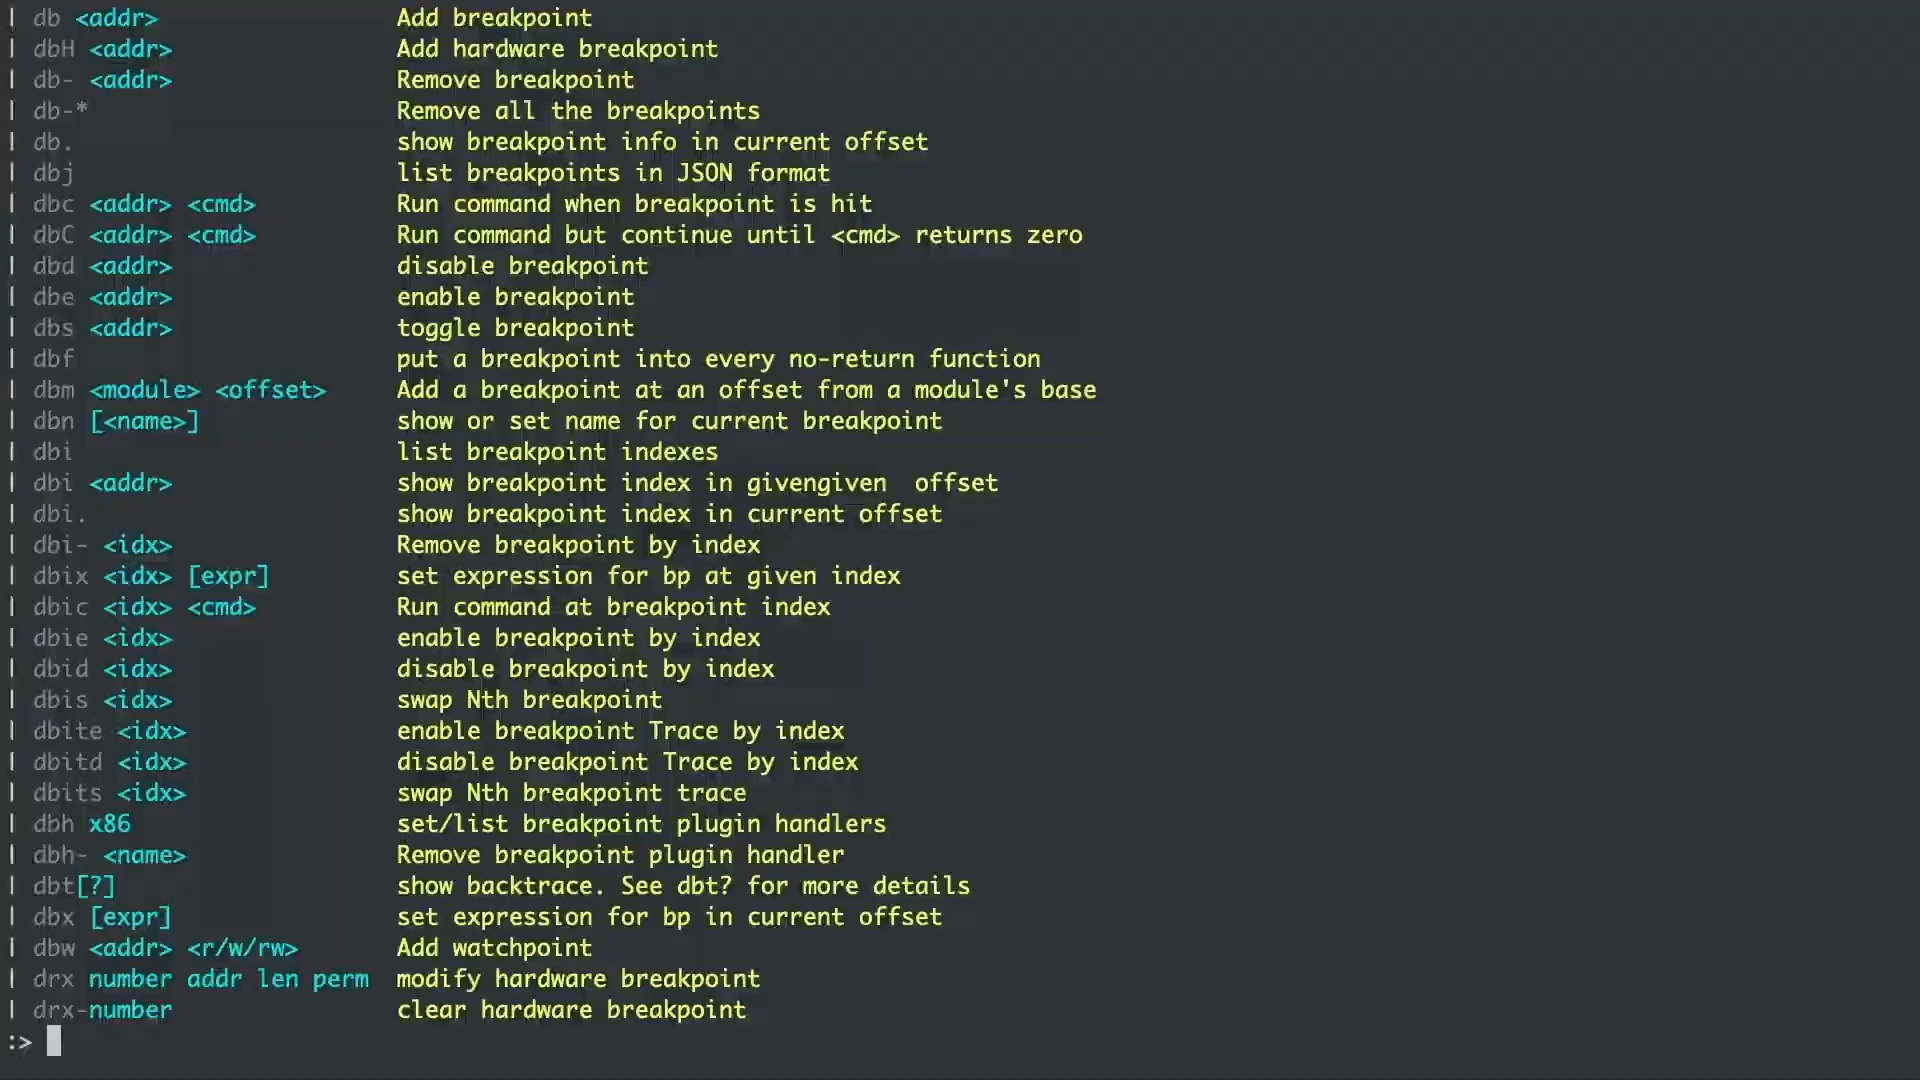 | db <addr> Add breakpoint
| dbH <addr> Add hardware breakpoint
| db- <addr> Remove breakpoint
| db-* Remove all the breakpoints
| db. show breakpoint info in current offset
| dbj list breakpoints in JSON format
| dbc <addr> <cmd> Run command when breakpoint is hit
| dbC <addr> <cmd> Run command but continue until <cmd> returns zero
| dbd <addr> disable breakpoint
| dbe <addr> enable breakpoint
| dbs <addr> toggle breakpoint
| dbf put a breakpoint into every no-return function
| dbm <module> <offset> Add a breakpoint at an offset from a module's base
| dbn [<name>] show or set name for current breakpoint
| dbi list breakpoint indexes
| dbi <addr> show breakpoint index in givengiven  offset
| dbi. show breakpoint index in current offset
| dbi- <idx> Remove breakpoint by index
| dbix <idx> [expr] set expression for bp at given index
| dbic <idx> <cmd> Run command at breakpoint index
| dbie <idx> enable breakpoint by index
| dbid <idx> disable breakpoint by index
| dbis <idx> swap Nth breakpoint
| dbite <idx> enable breakpoint Trace by index
| dbitd <idx> disable breakpoint Trace by index
| dbits <idx> swap Nth breakpoint trace
| dbh x86 set/list breakpoint plugin handlers
| dbh- <name> Remove breakpoint plugin handler
| dbt[?] show backtrace. See dbt? for more details
| dbx [expr] set expression for bp in current offset
| dbw <addr> <r/w/rw> Add watchpoint
| drx number addr len perm modify hardware breakpoint
| drx-number clear hardware breakpoint
:>